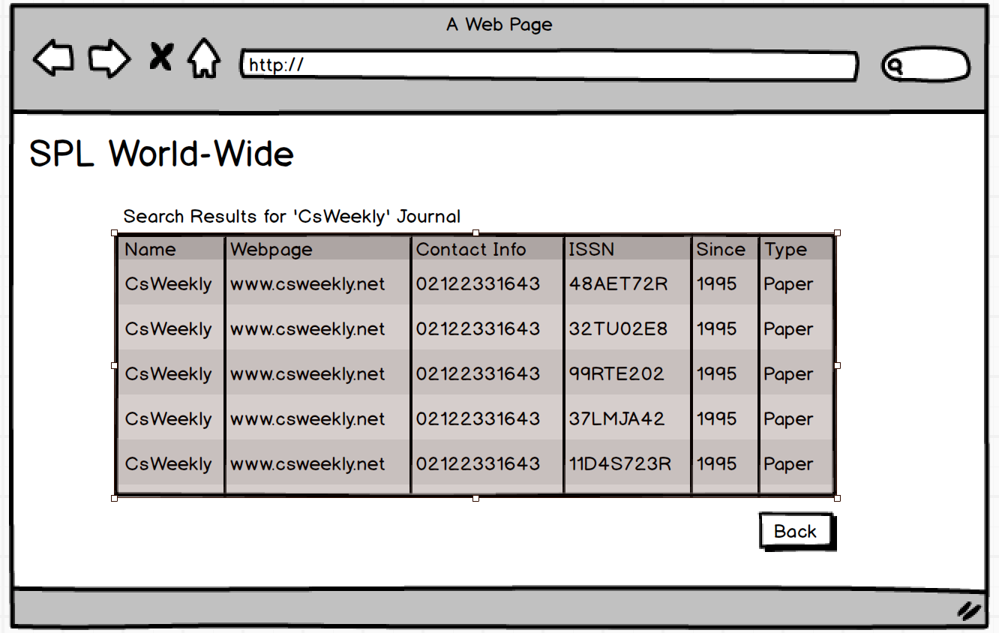 A Web Page
http://
SPL World-Wide
Search Results for 'CsWeekly' Journal
Name Webpage Contact Info ISSN Since Type
CsWeekly www.csweekly.net 02122331643 48AET72R 1995 Paper
CsWeekly www.csweekly.net 02122331643 32TU02E8 1995 Paper
CsWeekly www.csweekly.net 02122331643 99RTE202 1995 Paper
CsWeekly www.csweekly.net 02122331643 37LMJA42 1995 Paper
CsWeekly www.csweekly.net 02122331643 11D4S723R 1995 Paper
Back